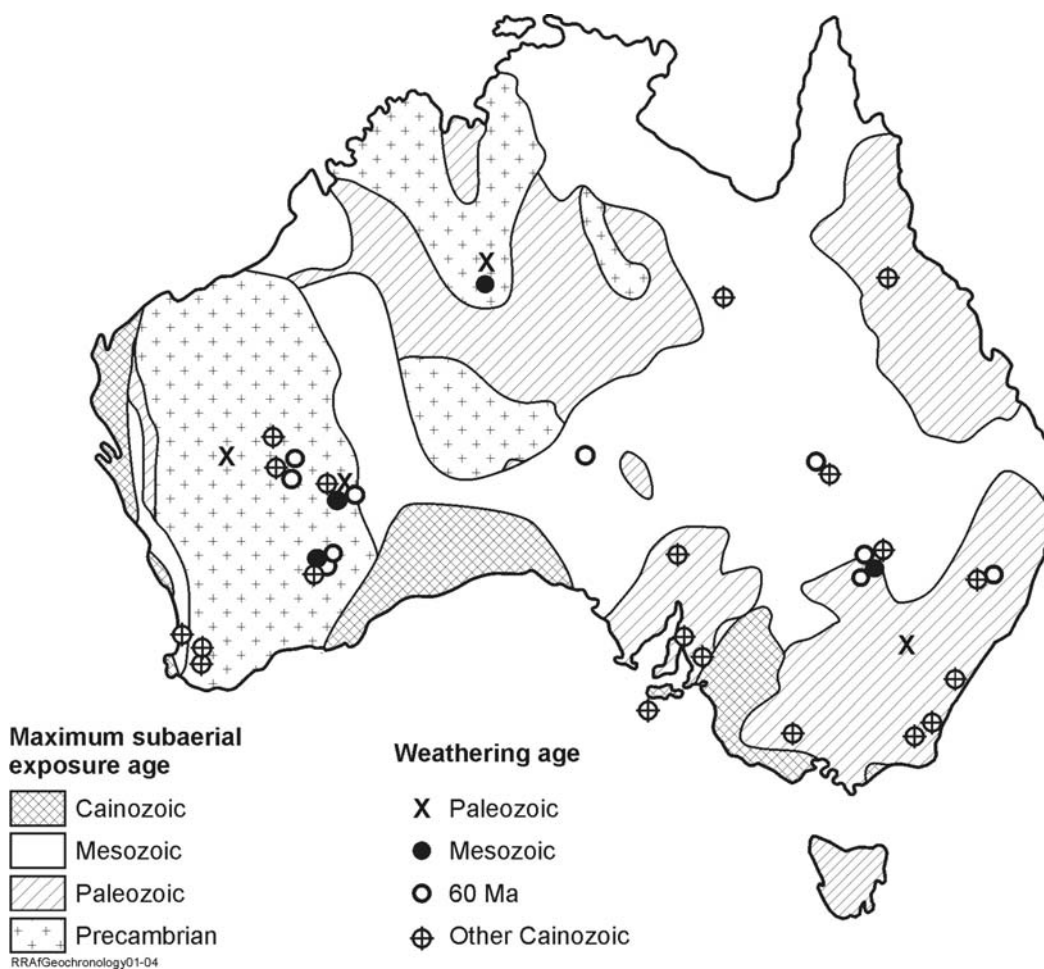 Maximum subaerial
exposure age
Cainozoic
Mesozoic
Paleozoic
Precambrian
RRAfGeochronology01-04
Weathering age
X Paleozoic
Mesozoic
60 Ma
Other Cainozoic
X
X
X
X